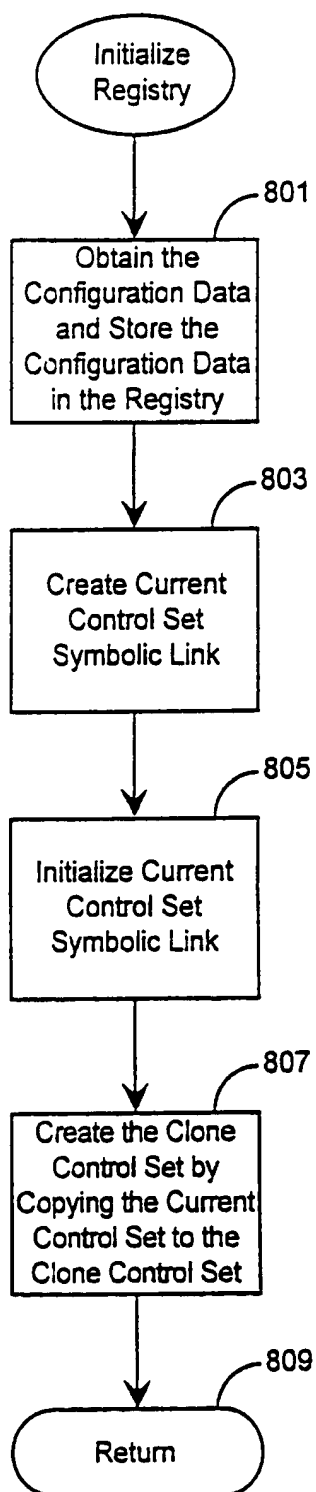 Initialize
Registry
801
Obtain the
Configuration Data
and Store the
Configuration Data
in the Registry
803
Create Current
Control Set
Symbolic Link
805
Initialize Current
Control Set
Symbolic Link
807
Create the Clone
Control Set by
Copying the Current
Control Set to the
Clone Control Set
809
Return